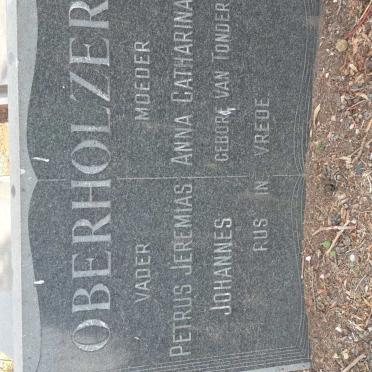 OBERHOLZER
VADER MOEDER
PETRUS JEREMIAS ANNA CATHARINA
JOHANNES GEBORE VAN TONDER
RUS IN VREDE